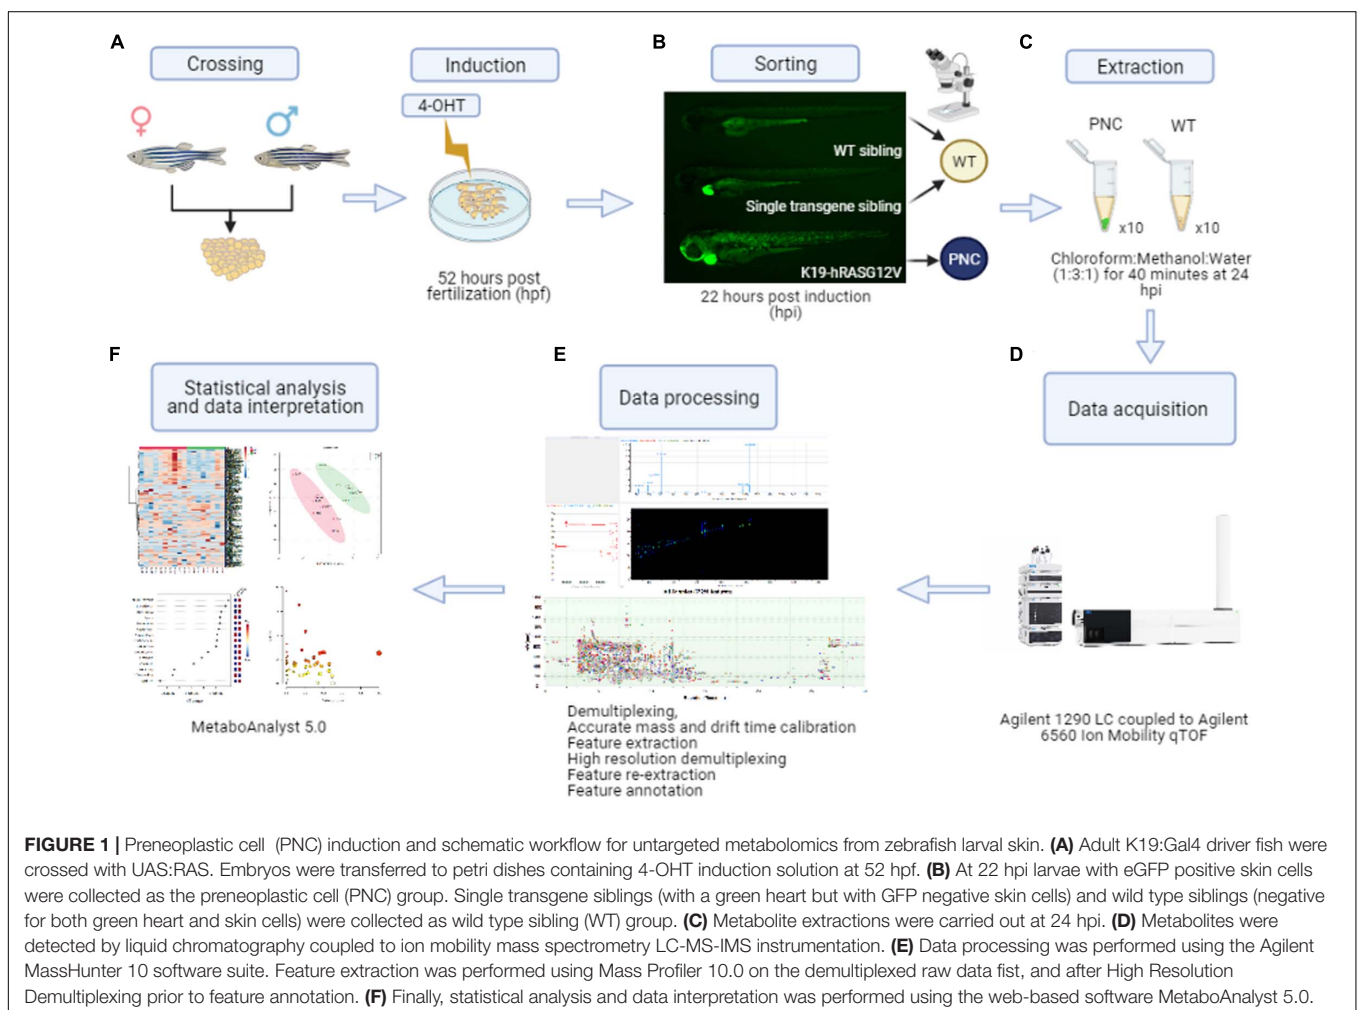 A
Crossing
Induction
4-OHT
52 hours post
fertilization (hpf)
B
Sorting
WT sibling
Single transgene sibling
K19-hRASG12V
WT
PNC
22 hours post induction
(hpi)
C
Extraction
PNC
WT
x10
x10
Chloroform:Methanol:Water
(1:3:1) for 40 minutes at 24
hpi
F
Statistical analysis
and data interpretation
MetaboAnalyst 5.0
E
Data processing
Demultiplexing,
Accurate mass and drift time calibration
Feature extraction
High resolution demultiplexing
Feature re-extraction
Feature annotation
D
Data acquisition
Agilent 1290 LC coupled to Agilent
6560 Ion Mobility qTOF
FIGURE 1 | Preneoplastic cell (PNC) induction and schematic workflow for untargeted metabolomics from zebrafish larval skin. (A) Adult K19:Gal4 driver fish were
crossed with UAS:RAS. Embryos were transferred to petri dishes containing 4-OHT induction solution at 52 hpf. (B) At 22 hpi larvae with eGFP positive skin cells
were collected as the preneoplastic cell (PNC) group. Single transgene siblings (with a green heart but with GFP negative skin cells) and wild type siblings (negative
for both green heart and skin cells) were collected as wild type sibling (WT) group. (C) Metabolite extractions were carried out at 24 hpi. (D) Metabolites were
detected by liquid chromatography coupled to ion mobility mass spectrometry LC-MS-IMS instrumentation. (E) Data processing was performed using the Agilent
MassHunter 10 software suite. Feature extraction was performed using Mass Profiler 10.0 on the demultiplexed raw data fist, and after High Resolution
Demultiplexing prior to feature annotation. (F) Finally, statistical analysis and data interpretation was performed using the web-based software MetaboAnalyst 5.0.